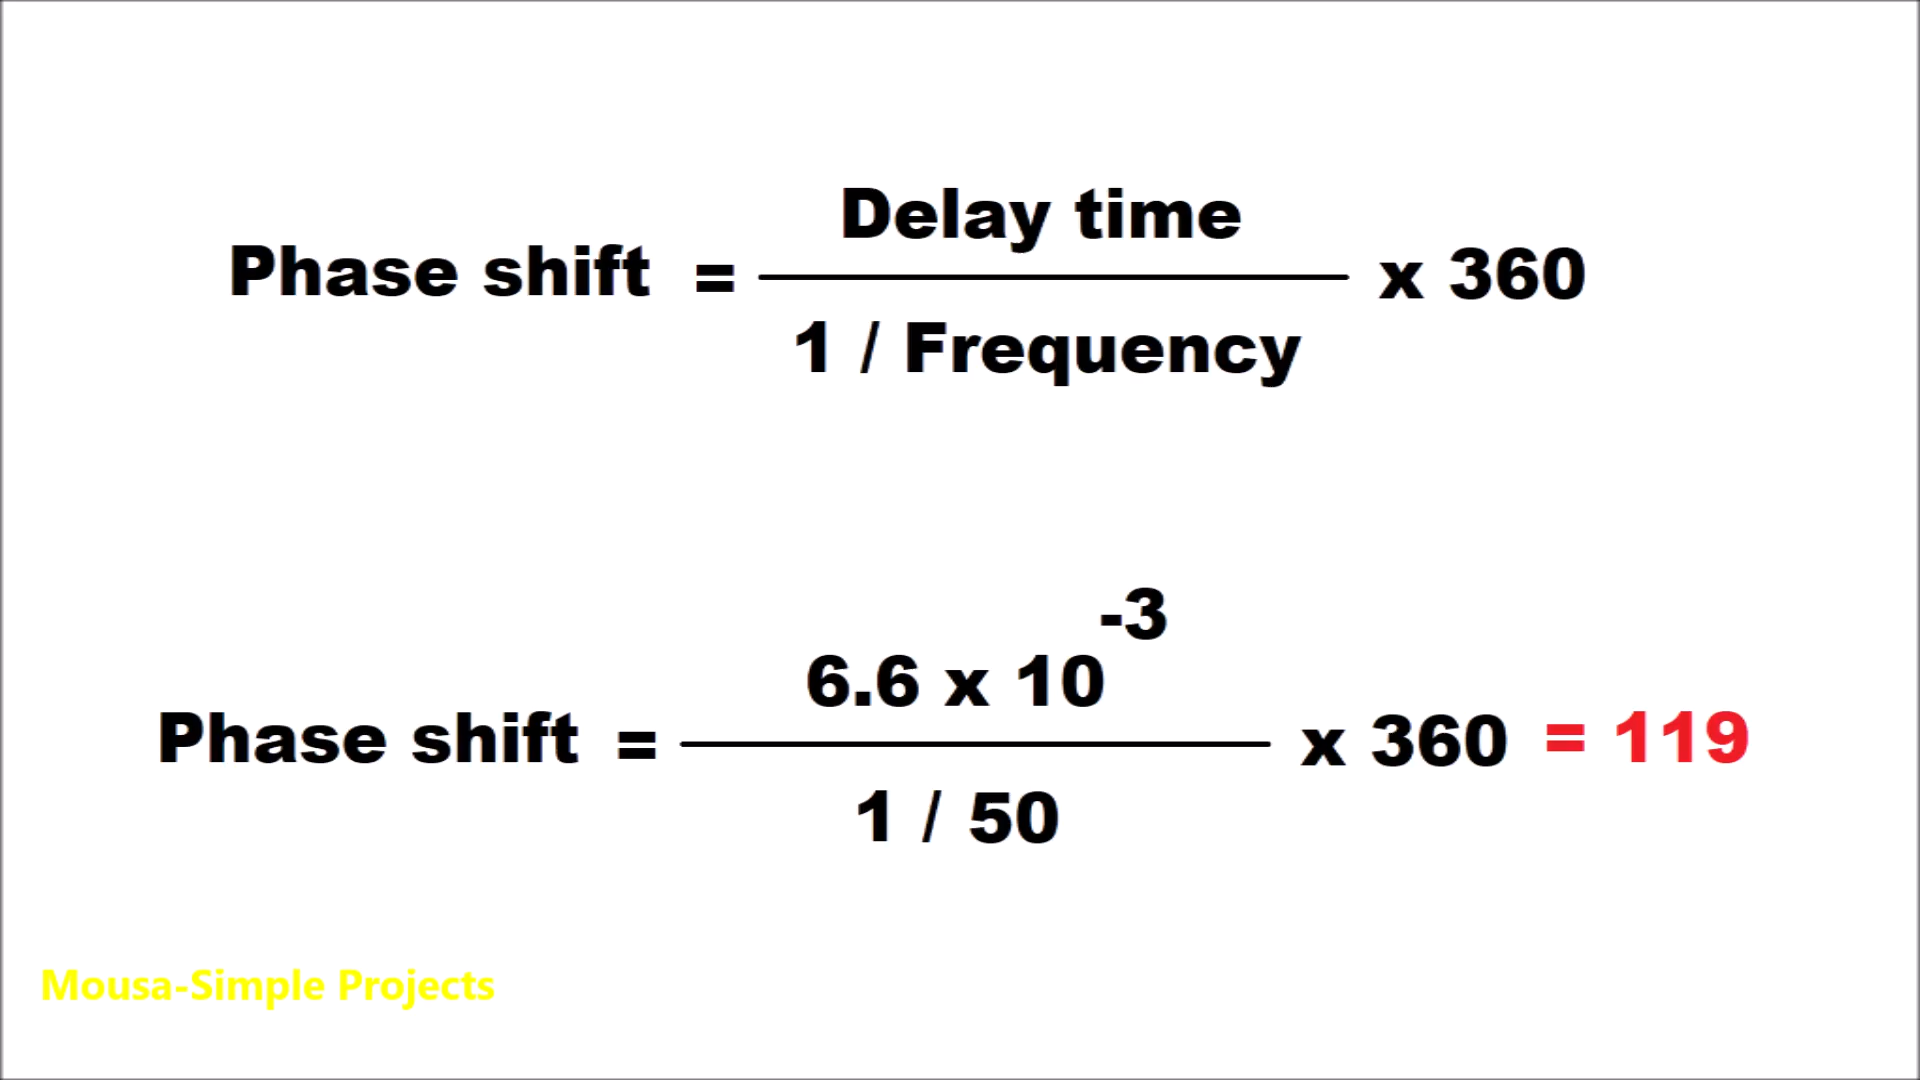 Phase shift = Delay time / 1 / Frequency x 360
Phase shift = 6.6 x 10^-3 / 1 / 50 x 360 = 119
Mousa-Simple Projects